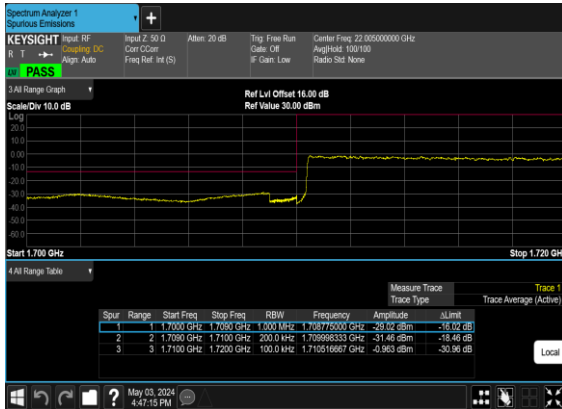 Spectrum Analyzer 1
Spurious Emissions
+
KEYSIGHT Input: RF Input Z: 50 Ω Atten: 20 dB Trig: Free Run Center Freq: 22.005000000 GHz
R T Coupling: DC Corr CCorr Gate: Off Avg|Hold: 100/100
Align: Auto Freq Ref: Int (S) IF Gain: Low Radio Std: None
PASS
3 All Range Graph
Ref Lvl Offset 16.00 dB
Scale/Div 10.0 dB Ref Value 30.00 dBm
Log
20.0
10.0
0.00
-10.0
-20.0
-30.0
-40.0
-50.0
-60.0
Start 1.700 GHz Stop 1.720 GH
4 All Range Table
Measure Trace Trace 1
Trace Type Trace Average (Active)
Spur Range Start Freq Stop Freq RBW Frequency Amplitude ΔLimit
1 1 1.7000 GHz 1.7090 GHz 1.000 MHz 1.708775000 GHz -29.02 dBm -16.02 dB
2 2 1.7090 GHz 1.7100 GHz 200.0 kHz 1.709998333 GHz -31.46 dBm -18.46 dB
3 3 1.7100 GHz 1.7200 GHz 100.0 kHz 1.710516667 GHz -0.963 dBm -30.96 dB
Local
? May 03, 2024
4:47:15 PM